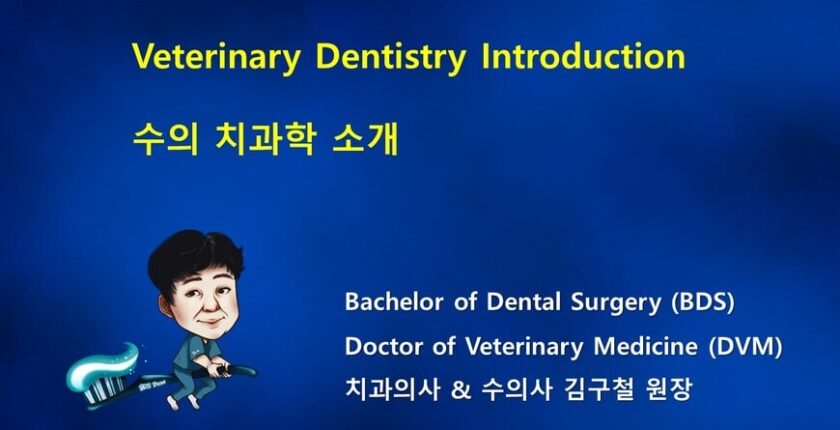 Veterinary Dentistry Introduction
수의 치과학 소개
Bachelor of Dental Surgery (BDS)
Doctor of Veterinary Medicine (DVM)
치과의사 & 수의사 김구철 원장